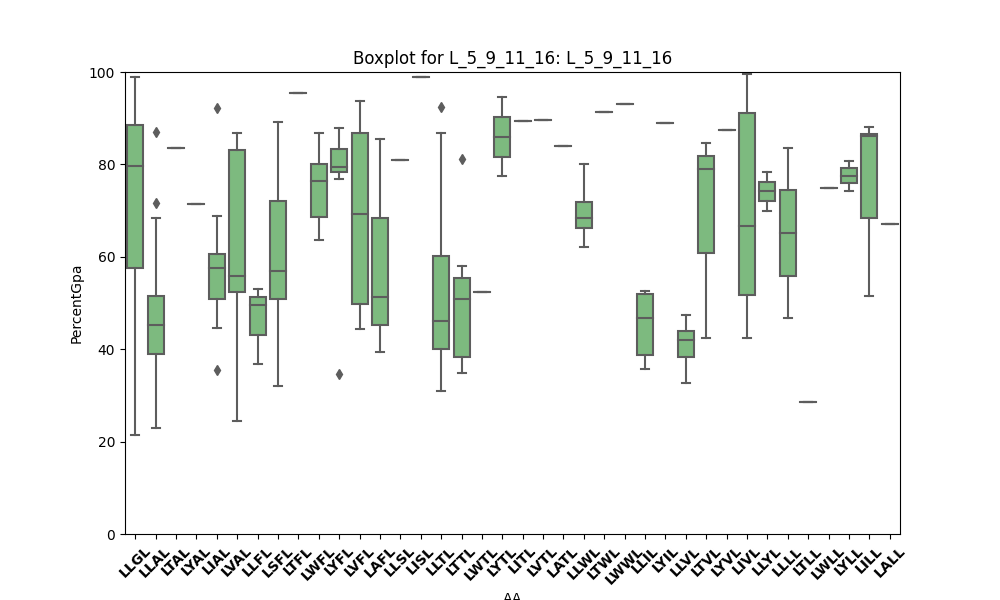 Boxplot for L_5_9_11_16: L_5_9_11_16
100
80
60
40
20
0
PercentGpa
LLGL LLAL LTAL LYAL LIAL LVAL LLFL LSFL LTFL LWFL LYFL LVFL LAFL LLSL LISL LLTL LTTL LWTL LYTL LITL LVTL LATL LLWL LTWL LWWL LLIL LYIL LLVL LTVL LYVL LIVL LLYL LLLL LTLL LWLL LYLL LILL LALL
AA